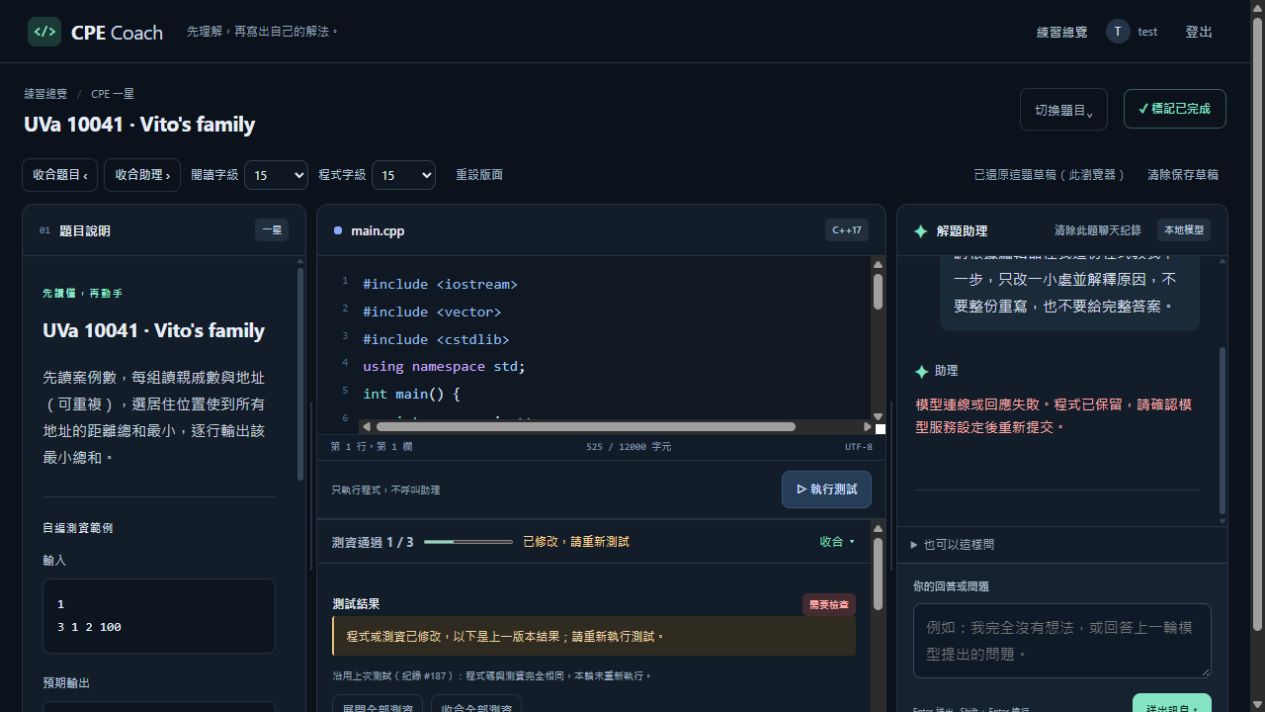 </> CPE Coach 先理解，再寫出自己的解法。 練習總覽 T test 登出
練習總覽 / CPE 一星
UVa 10041 · Vito's family
切換題目⌄ ✓ 標記已完成
收合題目 ‹ 收合助理 › 閱讀字級 15 程式字級 15 重設版面 已還原這題草稿（此瀏覽器） 清除保存草稿
01 題目說明 一星
先讀懂，再動手
UVa 10041 · Vito's family
先讀案例數，每組讀親戚數與地址
（可重複），選居住位置使到所有
地址的距離總和最小，逐行輸出該
最小總和。
自編測資範例
輸入
1
3 1 2 100
預期輸出
main.cpp C++17
1 #include <iostream>
2 #include <vector>
3 #include <cstdlib>
4 using namespace std;
5 int main() {
6
第 1 行，第 1 欄 525 / 12000 字元 UTF-8
只執行程式，不呼叫助理 ▷ 執行測試
測資通過 1 / 3 已修改，請重新測試 收合
測試結果 需要檢查
程式或測資已修改，以下是上一版本結果；請重新執行測試。
沿用上次測試（紀錄 #187）：程式碼與測資完全相同，本輪未重新執行。
展開全部測資 收合全部測資
解題助理 清除此題聊天紀錄 本地模型
一步，只改一小處並解釋原因，不
要整份重寫，也不要給完整答案。
助理
模型連線或回應失敗。程式已保留，請確認模
型服務設定後重新提交。
▶ 也可以這樣問
你的回答或問題
例如：我完全沒有想法，或回答上一輪模
型提出的問題。
Enter 送出，Shift + Enter 換行
送出訊息 ↑